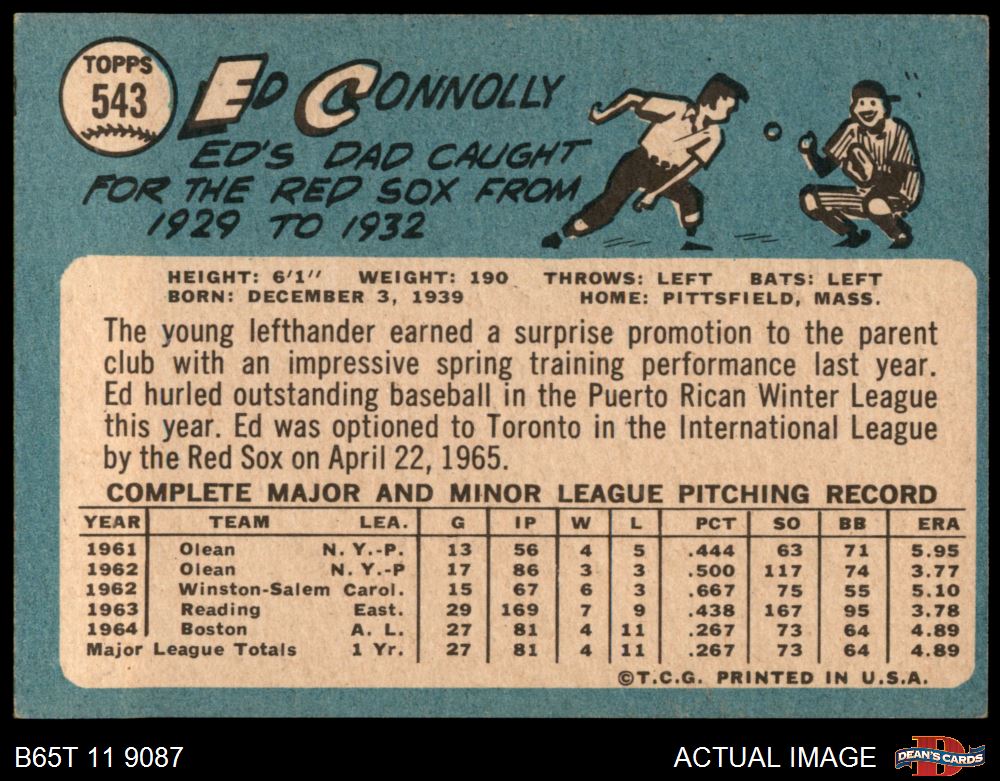 TOPPS
543
ED CONNOLLY
ED'S DAD CAUGHT
FOR THE RED SOX FROM
1929 TO 1932
HEIGHT: 6'1" WEIGHT: 190 THROWS: LEFT BATS: LEFT
BORN: DECEMBER 3, 1939 HOME: PITTSFIELD, MASS.
The young lefthander earned a surprise promotion to the parent
club with an impressive spring training performance last year.
Ed hurled outstanding baseball in the Puerto Rican Winter League
this year. Ed was optioned to Toronto in the International League
by the Red Sox on April 22, 1965.
COMPLETE MAJOR AND MINOR LEAGUE PITCHING RECORD
YEAR TEAM LEA. G IP W L PCT SO BB ERA
1961 Olean N. Y.-P. 13 56 4 5 .444 63 71 5.95
1962 Olean N. Y.-P 17 86 3 3 .500 117 74 3.77
1962 Winston-Salem Carol. 15 67 6 3 .667 75 55 5.10
1963 Reading East. 29 169 7 9 .438 167 95 3.78
1964 Boston A. L. 27 81 4 11 .267 73 64 4.89
Major League Totals 1 Yr. 27 81 4 11 .267 73 64 4.89
©T.C.G. PRINTED IN U.S.A.
B65T 11 9087 ACTUAL IMAGE DEAN'S CARDS